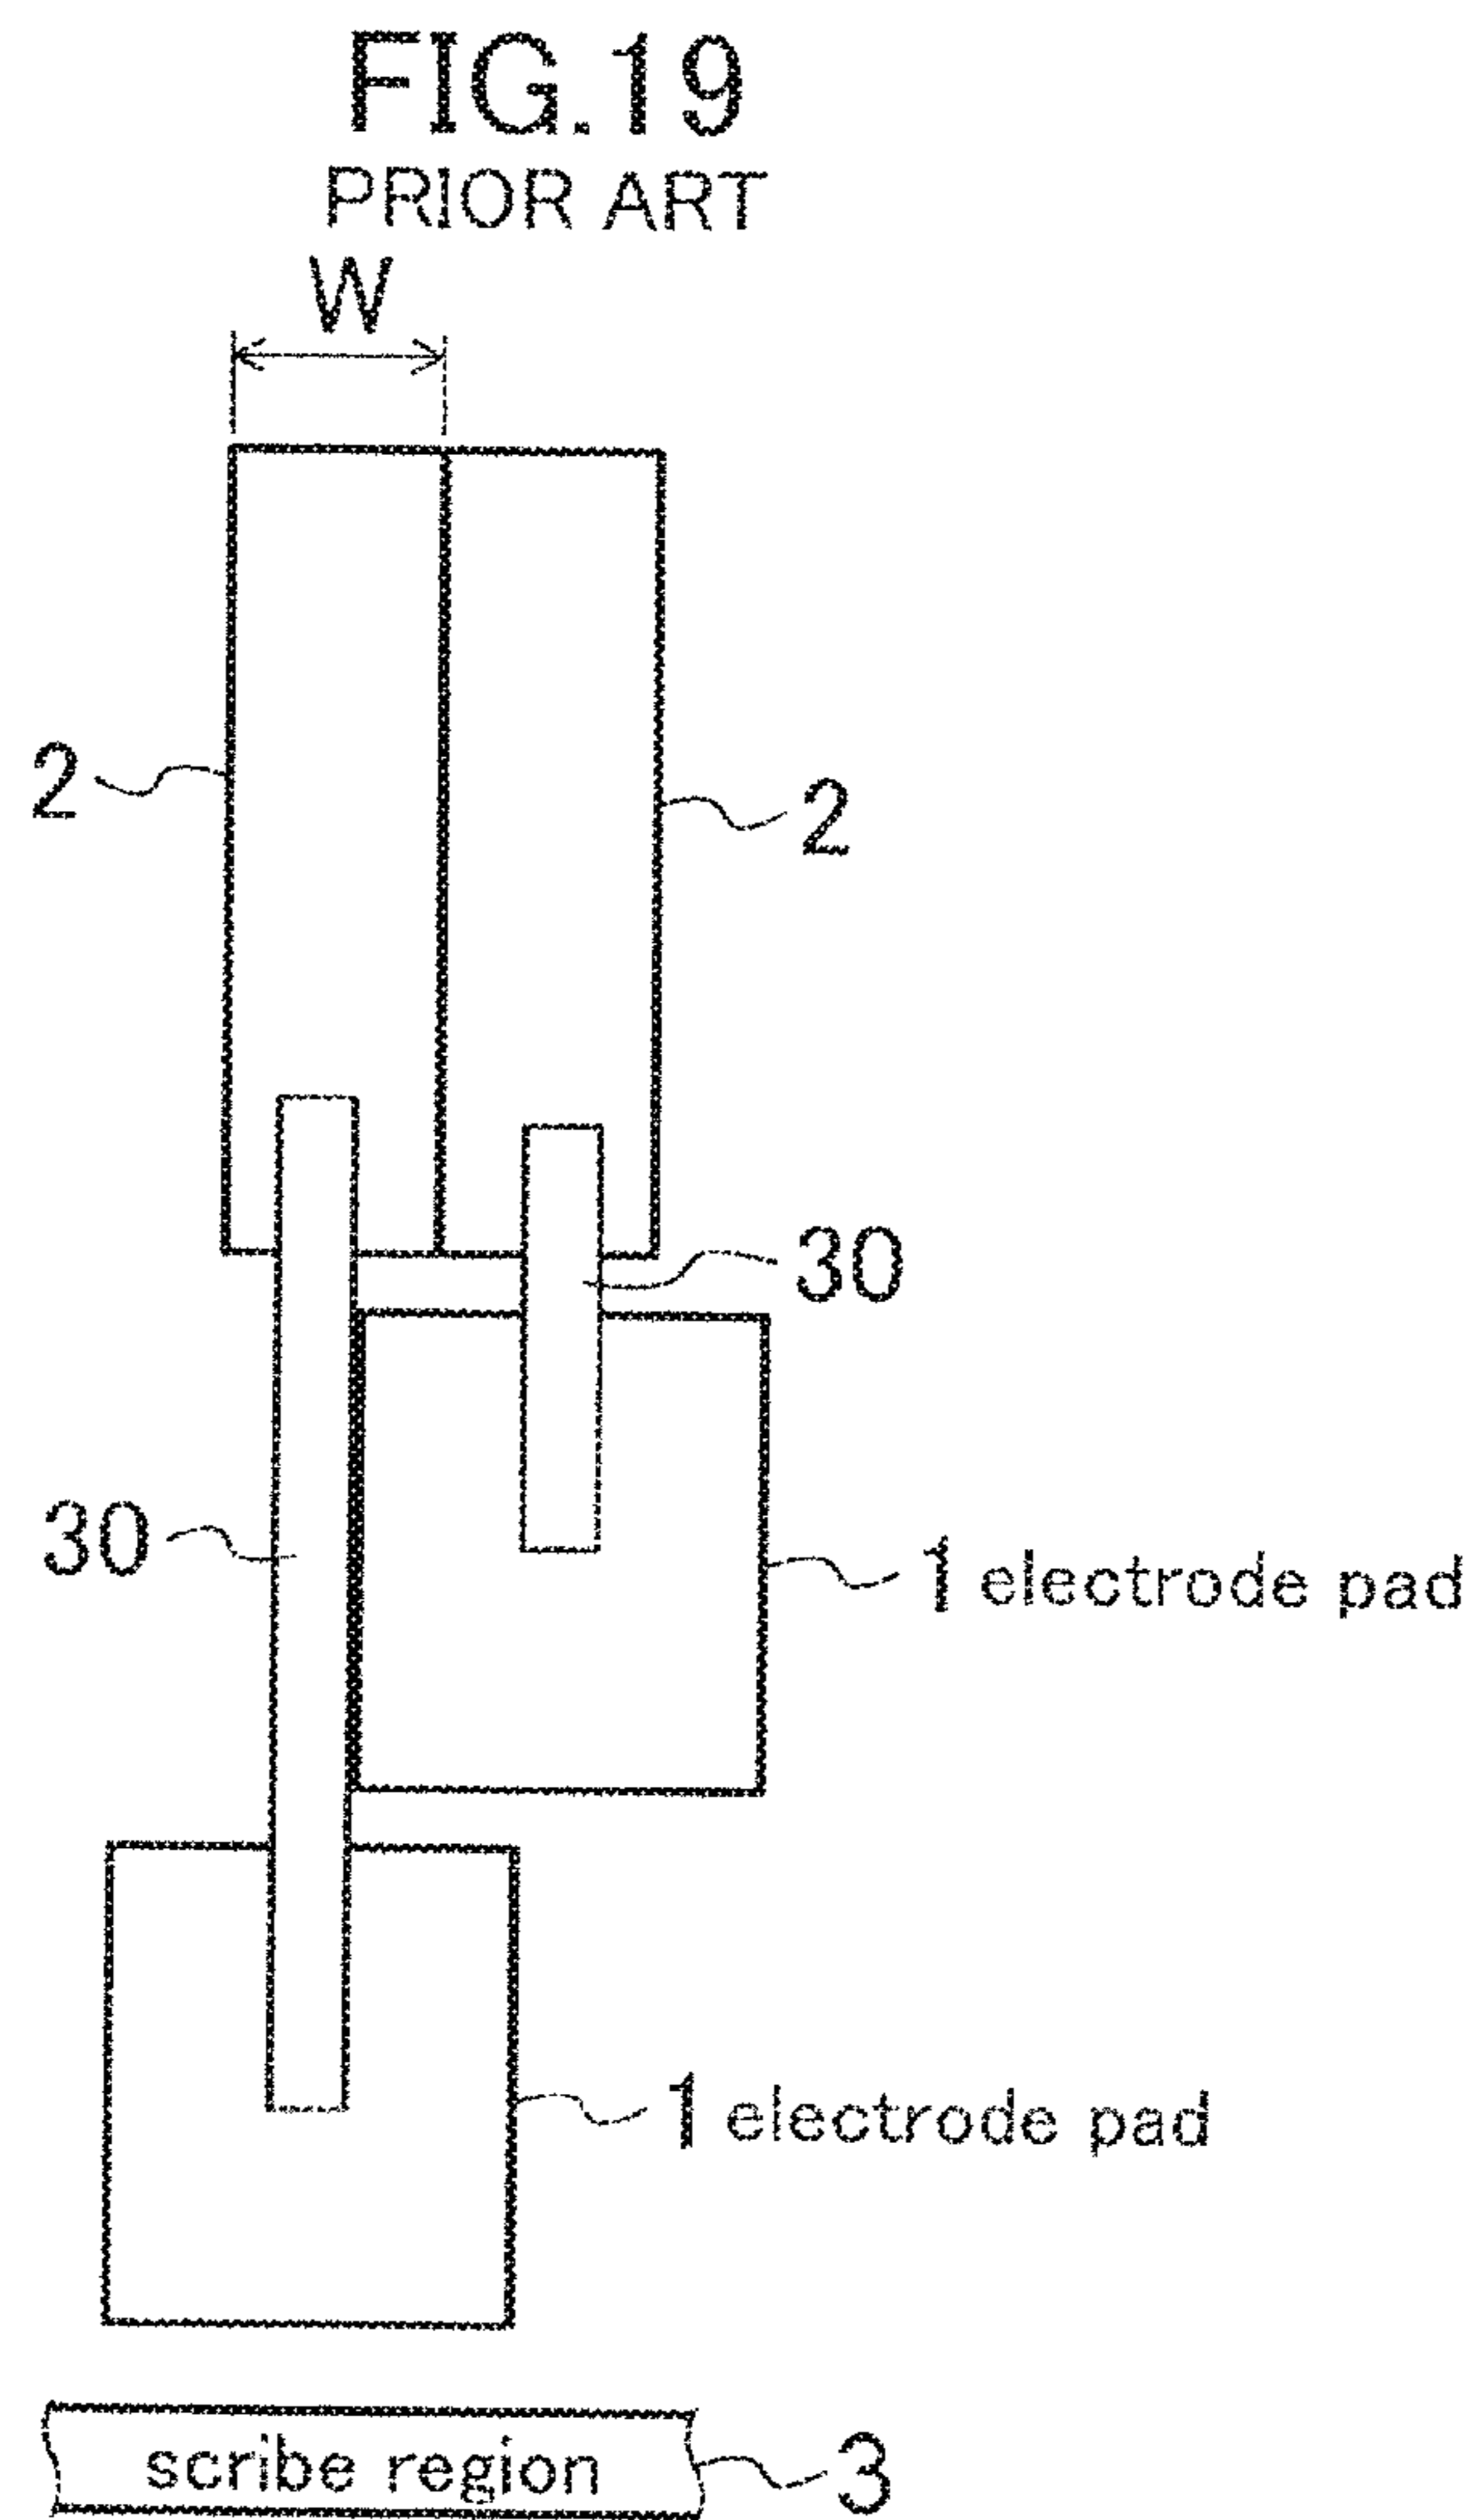 FIG.19
PRIOR ART
W
2
2
30
30
1 electrode pad
1 electrode pad
scribe region
3